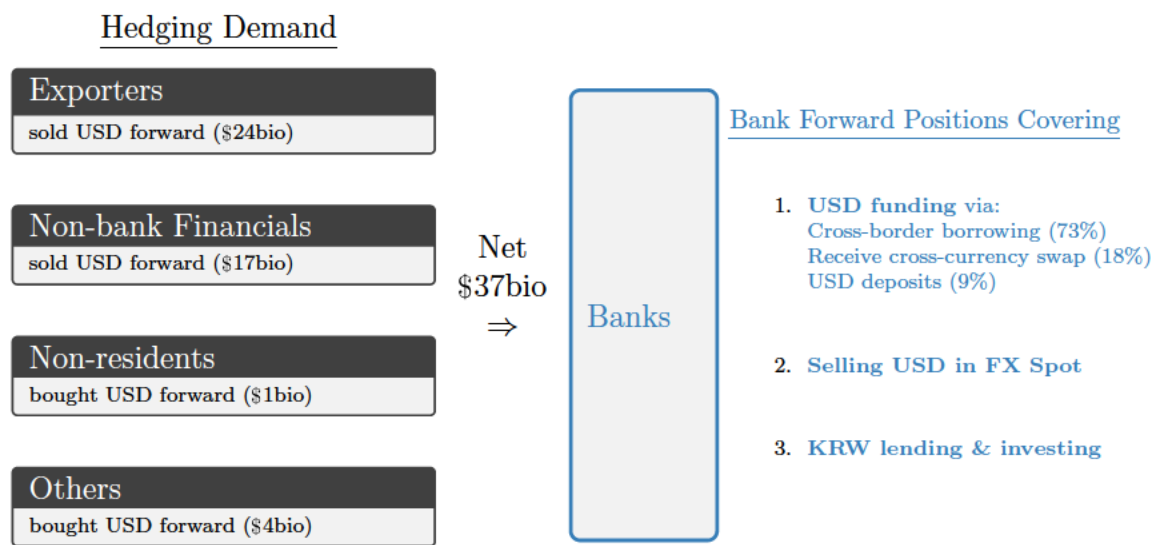 Hedging Demand
Exporters
sold USD forward ($24bio)
Non-bank Financials
sold USD forward ($17bio)
Non-residents
bought USD forward ($1bio)
Others
bought USD forward ($4bio)
Net
$37bio
⇒
Banks
Bank Forward Positions Covering
1. USD funding via:
Cross-border borrowing (73%)
Receive cross-currency swap (18%)
USD deposits (9%)
2. Selling USD in FX Spot
3. KRW lending & investing